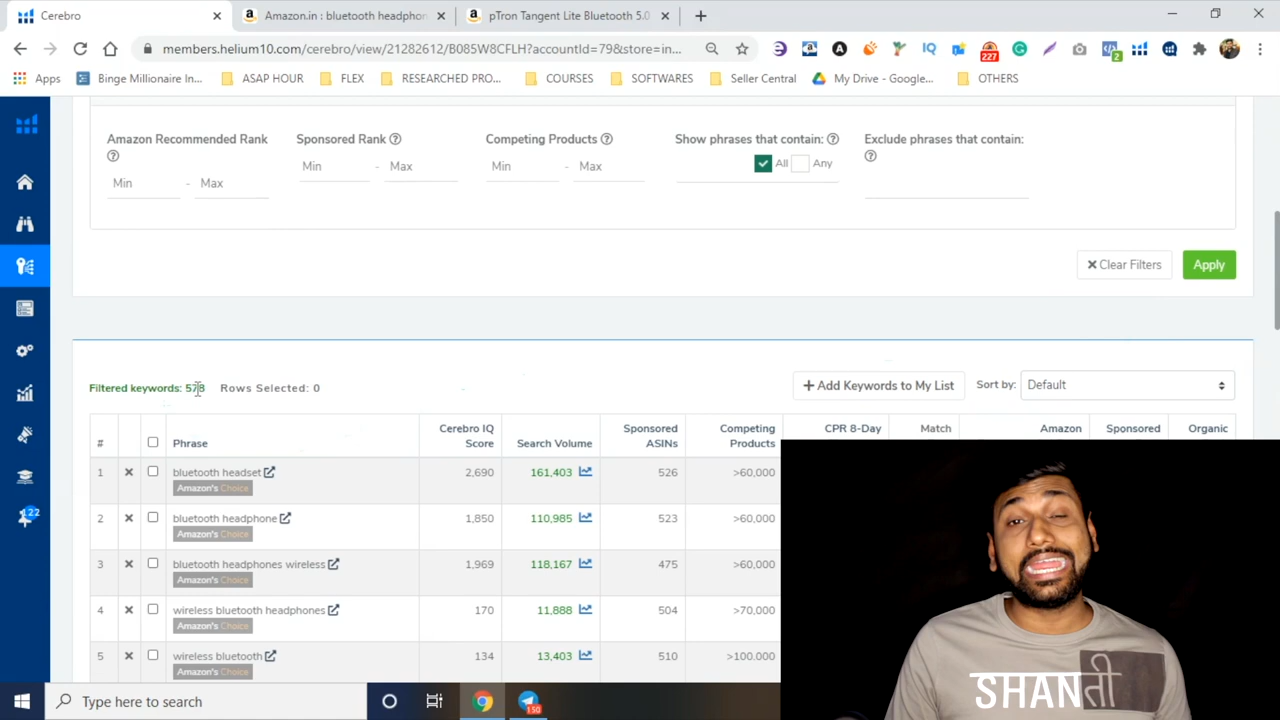 Cerebro
Amazon.in : bluetooth headphon
pTron Tangent Lite Bluetooth 5.0
members.helium10.com/cerebro/view/21282612/B085W8CFLH?accountId=79&store=in...
227
2
Apps
Binge Millionaire In...
ASAP HOUR
FLEX
RESEARCHED PRO...
COURSES
SOFTWARES
Seller Central
My Drive - Google...
OTHERS
Amazon Recommended Rank
Sponsored Rank
Competing Products
Show phrases that contain:
Exclude phrases that contain:
Min - Max
Min - Max
Min - Max
All
Any
Clear Filters
Apply
Filtered keywords: 578
Rows Selected: 0
+ Add Keywords to My List
Sort by:
Default
# Phrase Cerebro IQ Score Search Volume Sponsored ASINs Competing Products CPR 8-Day Match Amazon Sponsored Organic
1 bluetooth headset 2,690 161,403 526 >60,000
Amazon's Choice
2 bluetooth headphone 1,850 110,985 523 >60,000
Amazon's Choice
3 bluetooth headphones wireless 1,969 118,167 475 >60,000
Amazon's Choice
4 wireless bluetooth headphones 170 11,888 504 >70,000
Amazon's Choice
5 wireless bluetooth 134 13,403 510 >100,000
Amazon's Choice
22
SHANती
Type here to search
150